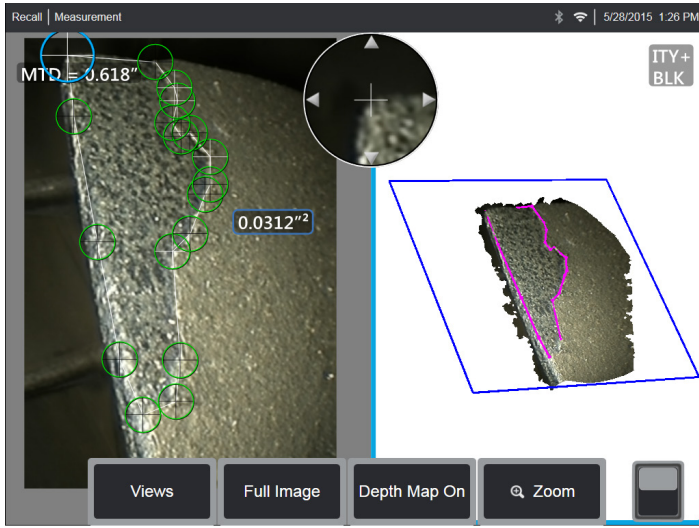 Recall | Measurement
5/28/2015 1:26 PM
MTD = 0.618"
ITY+
BLK
0.0312"²
Views
Full Image
Depth Map On
Zoom